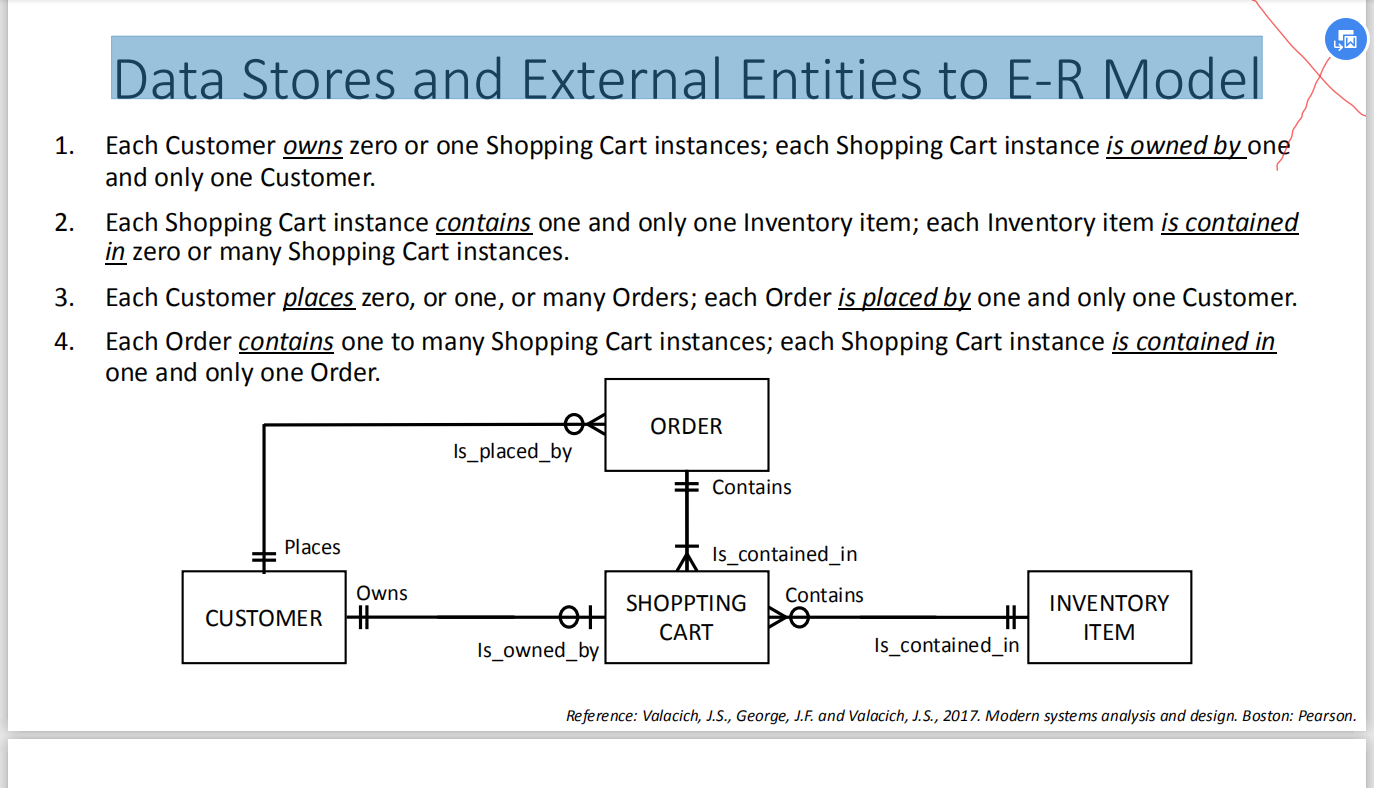 Data Stores and External Entities to E-R Model
1. Each Customer owns zero or one Shopping Cart instances; each Shopping Cart instance is owned by one
and only one Customer.
2. Each Shopping Cart instance contains one and only one Inventory item; each Inventory item is contained
in zero or many Shopping Cart instances.
3. Each Customer places zero, or one, or many Orders; each Order is placed by one and only one Customer.
4. Each Order contains one to many Shopping Cart instances; each Shopping Cart instance is contained in
one and only one Order.
ORDER
Is_placed_by
Contains
Places
Is_contained_in
Owns
Contains
CUSTOMER
SHOPPTING
CART
INVENTORY
ITEM
Is_owned_by
Is_contained_in
Reference: Valacich, J.S., George, J.F. and Valacich, J.S., 2017. Modern systems analysis and design. Boston: Pearson.